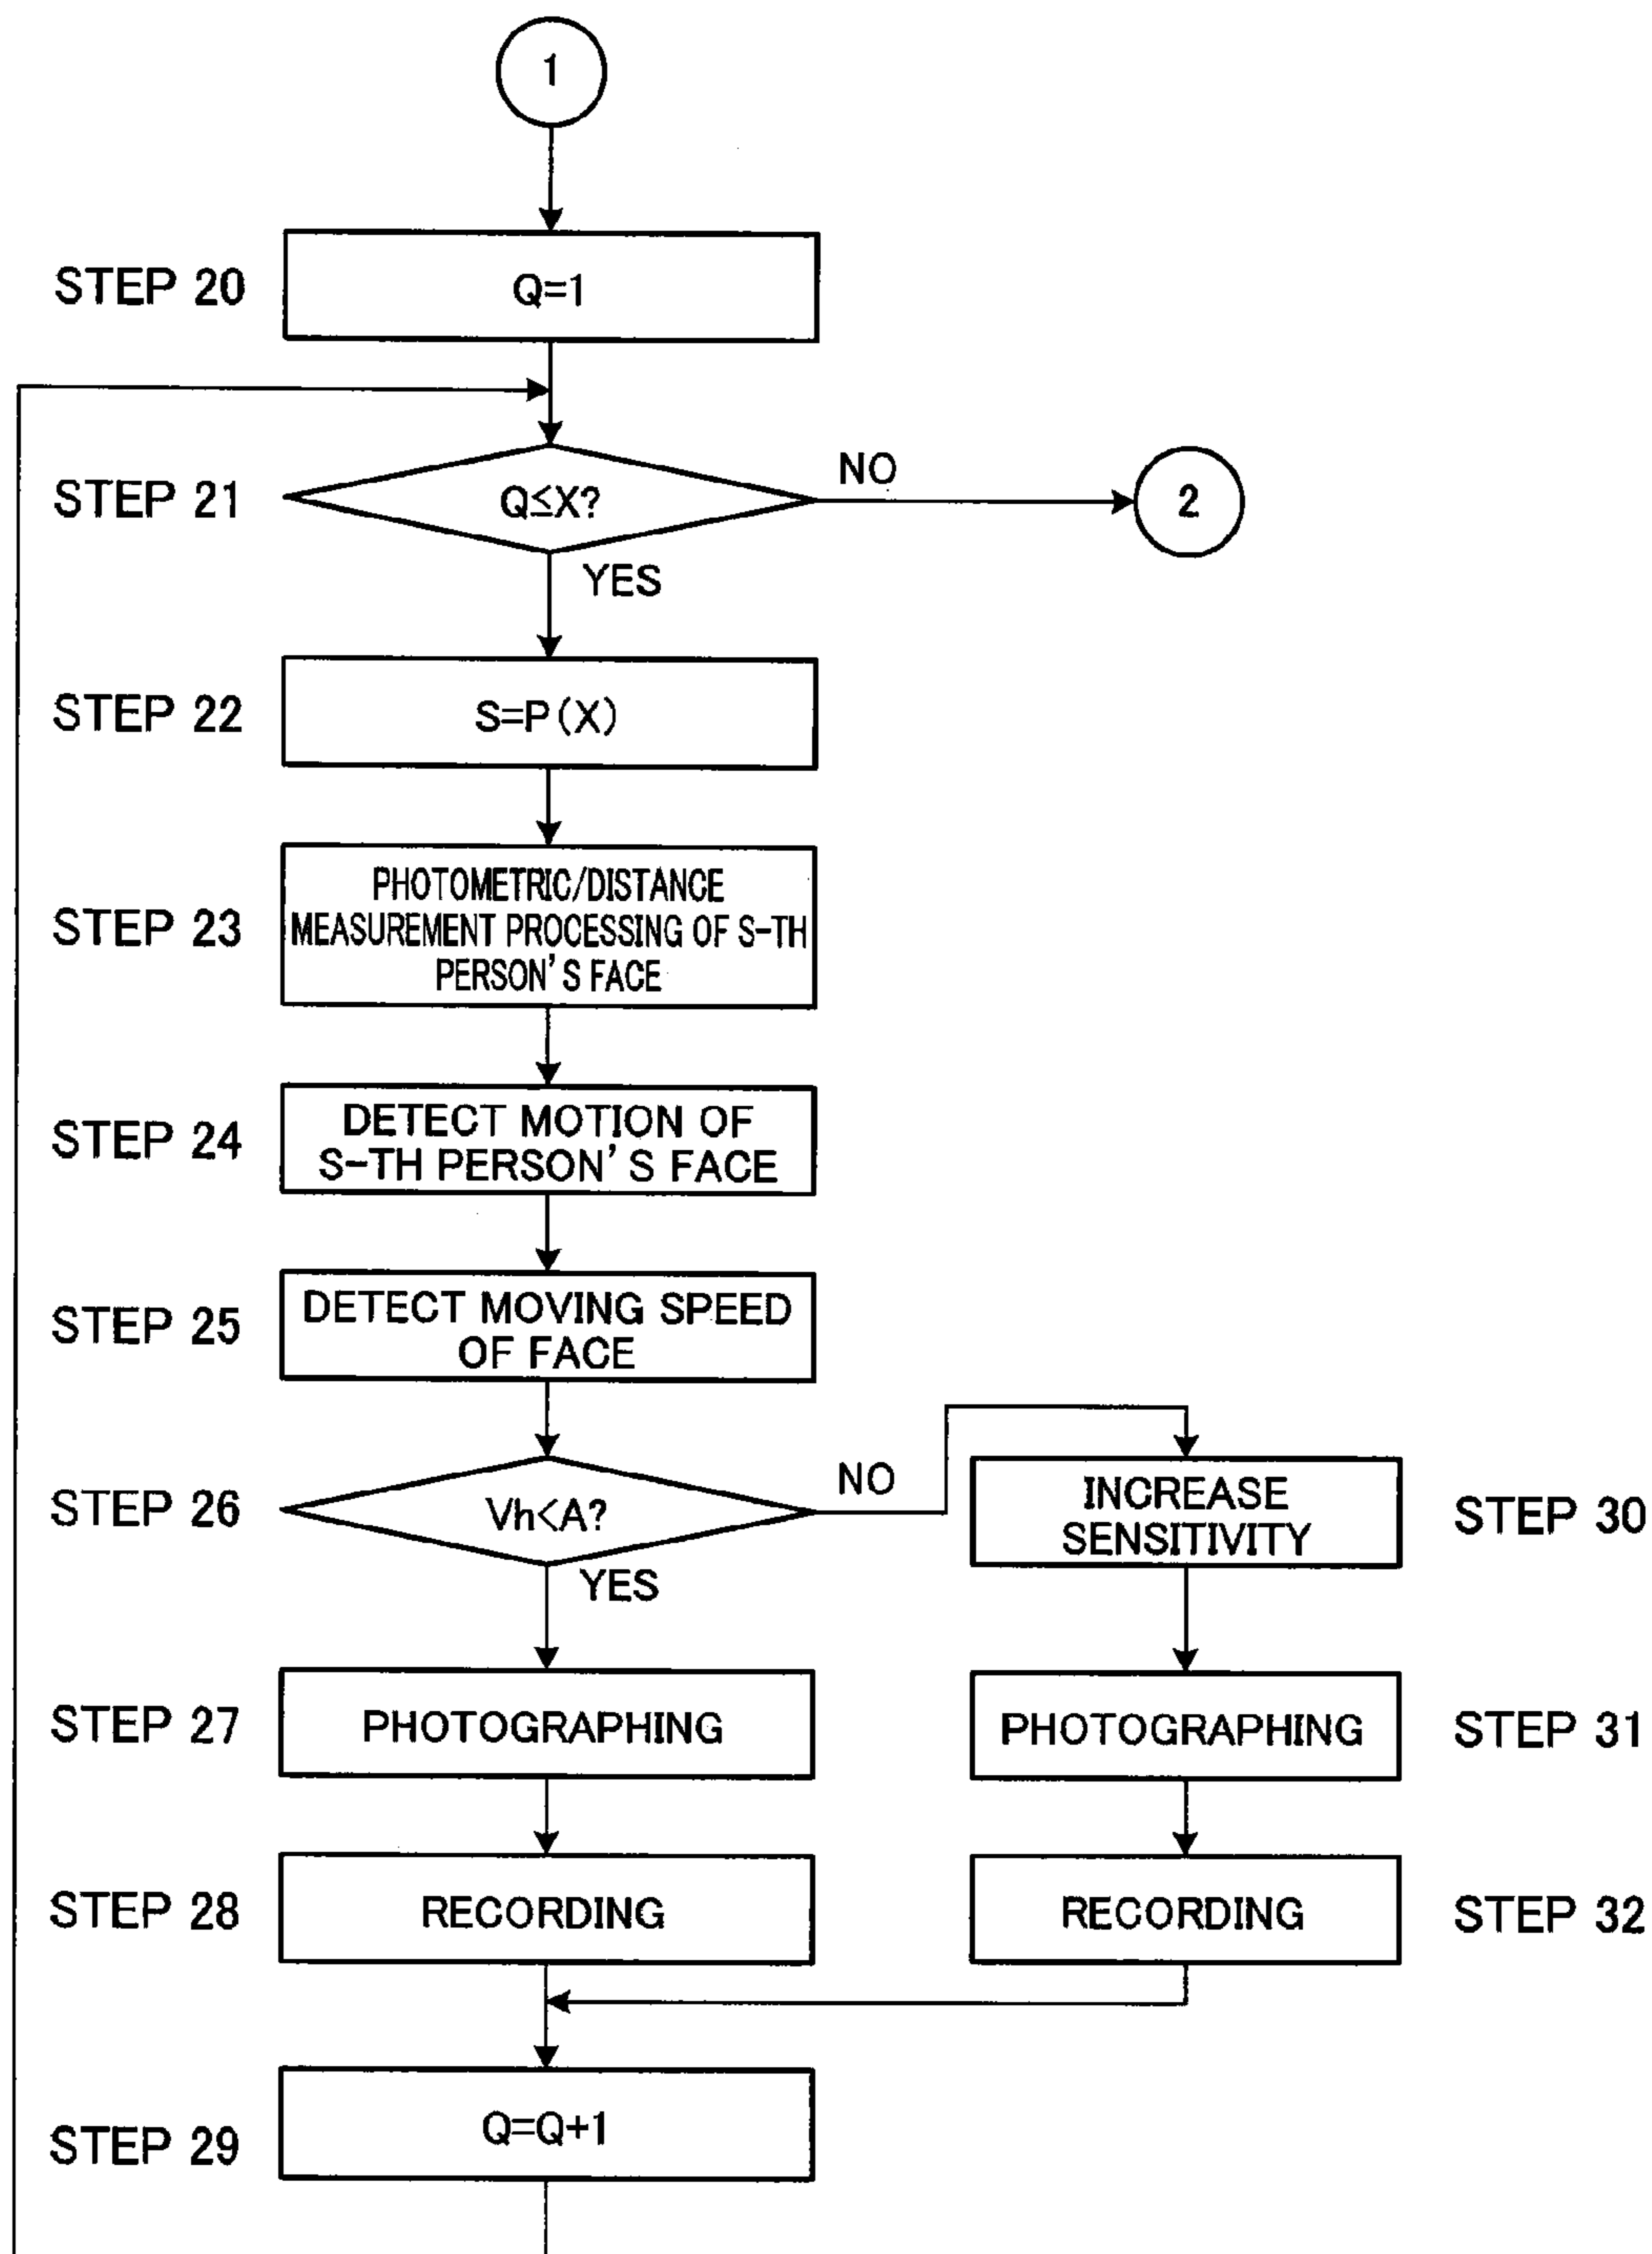 1
STEP 20
Q=1
STEP 21
Q≤X?
NO
2
YES
STEP 22
S=P(X)
STEP 23
PHOTOMETRIC/DISTANCE
MEASUREMENT PROCESSING OF S-TH
PERSON'S FACE
STEP 24
DETECT MOTION OF
S-TH PERSON'S FACE
STEP 25
DETECT MOVING SPEED
OF FACE
STEP 26
Vh<A?
NO
YES
INCREASE
SENSITIVITY
STEP 30
STEP 27
PHOTOGRAPHING
PHOTOGRAPHING
STEP 31
STEP 28
RECORDING
RECORDING
STEP 32
STEP 29
Q=Q+1